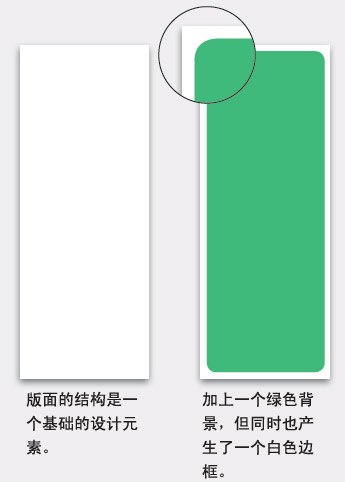 版面的结构是一
个基础的设计元
素。
加上一个绿色背
景，但同时也产
生了一个白色边
框。